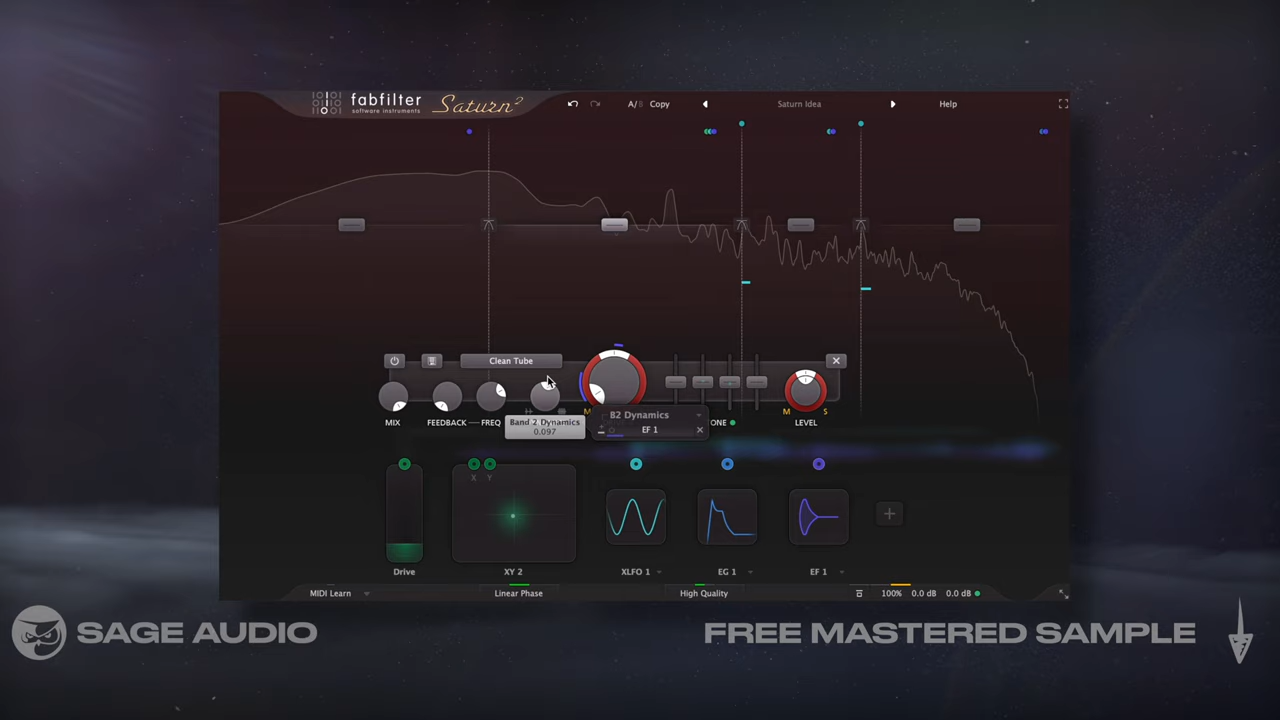 fabfilter
software instruments
Saturn²
A/B Copy
Saturn Idea
Help
Clean Tube
MIX
FEEDBACK
FREQ
Band 2 Dynamics
0.097
B2 Dynamics
EF 1
M
ONE
M
S
LEVEL
X
Y
Drive
XY 2
XLFO 1
EG 1
EF 1
MIDI Learn
Linear Phase
High Quality
100%
0.0 dB
0.0 dB
SAGE AUDIO
FREE MASTERED SAMPLE